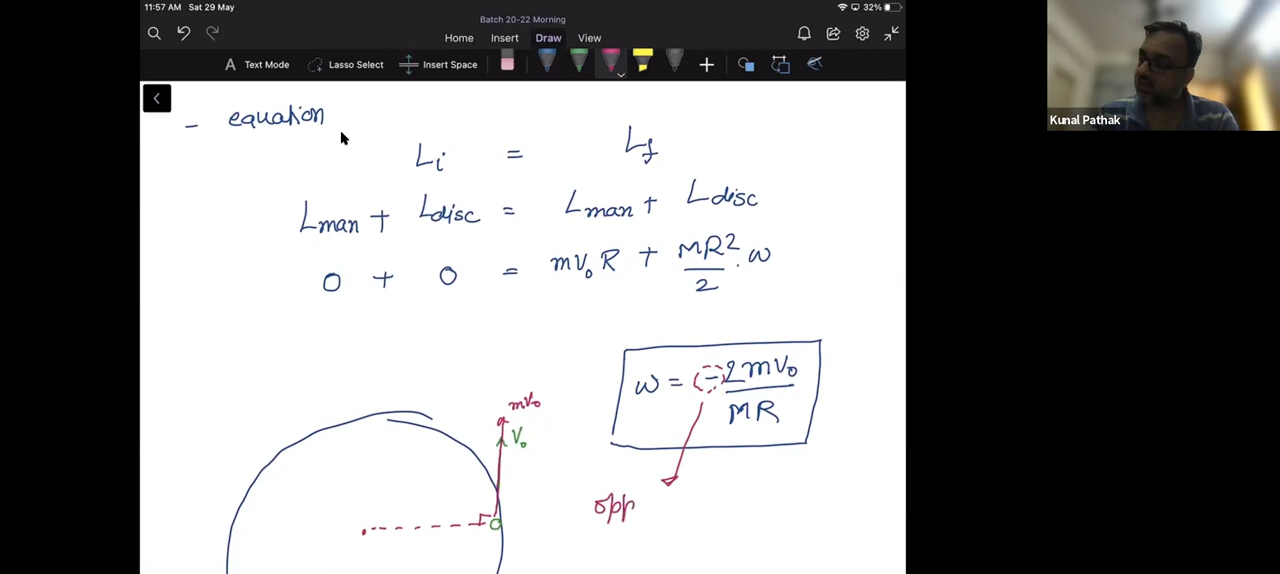 11:57 AM Sat 29 May
32%
Batch 20-22 Morning
Home Insert Draw View
A Text Mode Lasso Select Insert Space
Kunal Pathak
- equation
Li = Lf
Lman + Ldisc = Lman + Ldisc
0 + 0 = mv₀R + MR²/2 · ω
ω = -2mv₀/MR
mv₀
V₀
opp